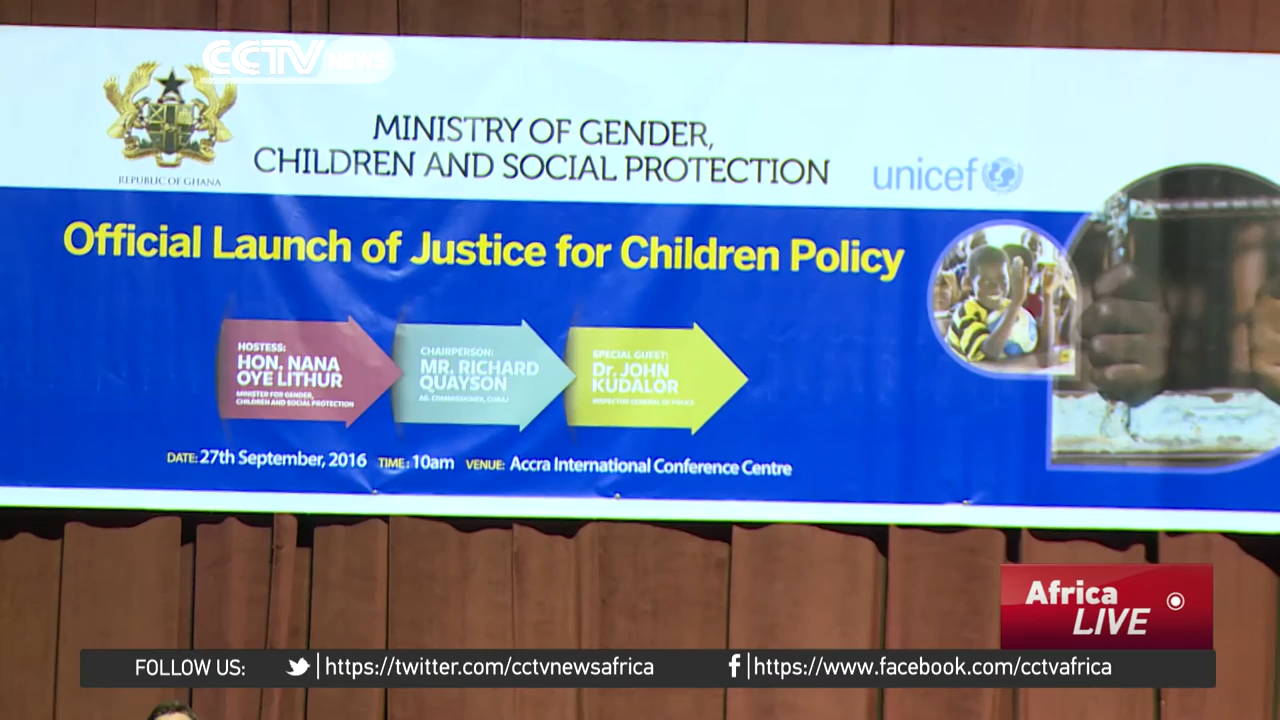 CCTV NEWS
REPUBLIC OF GHANA
MINISTRY OF GENDER,
CHILDREN AND SOCIAL PROTECTION
unicef
Official Launch of Justice for Children Policy
HOSTESS:
HON. NANA
OYE LITHUR
MINISTER FOR GENDER,
CHILDREN AND SOCIAL PROTECTION
CHAIRPERSON:
MR. RICHARD
QUAYSON
AG. COMMISSIONER, CHRAJ
SPECIAL GUEST:
Dr. JOHN
KUDALOR
INSPECTOR GENERAL OF POLICE
DATE: 27th September, 2016 TIME: 10am VENUE: Accra International Conference Centre
Africa
LIVE
FOLLOW US: https://twitter.com/cctvnewsafrica f https://www.facebook.com/cctvafrica